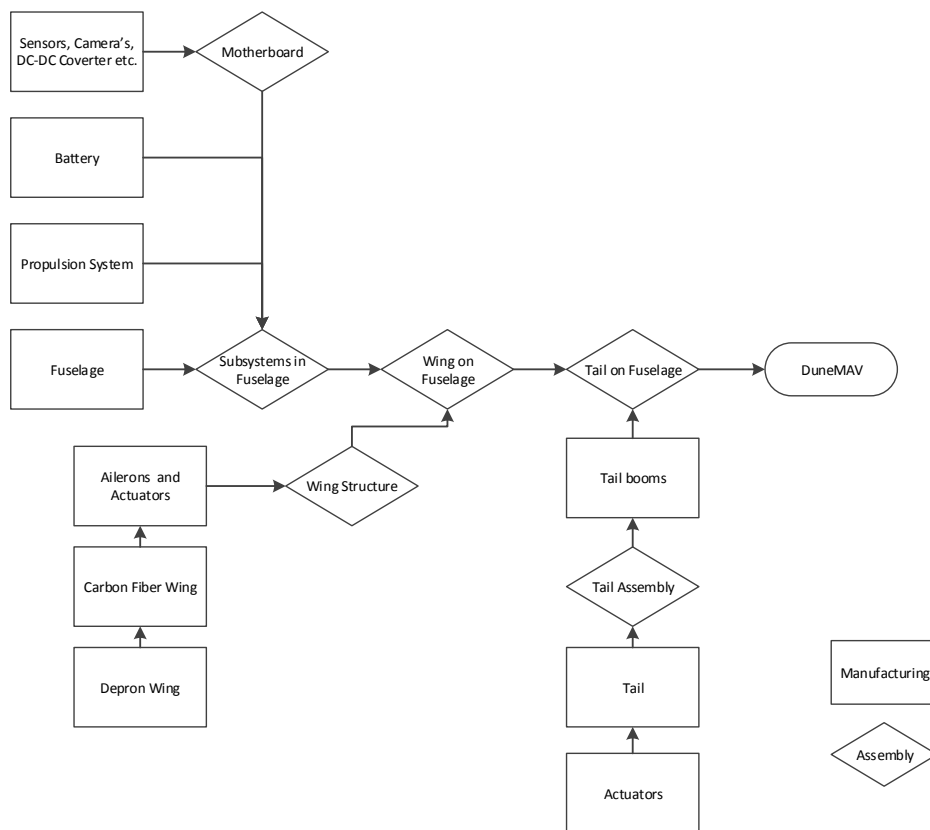 Sensors, Camera's,
DC-DC Coverter etc.
Motherboard
Battery
Propulsion System
Fuselage
Subsystems in
Fuselage
Wing on
Fuselage
Tail on Fuselage
DuneMAV
Ailerons and
Actuators
Wing Structure
Tail booms
Carbon Fiber Wing
Tail Assembly
Depron Wing
Tail
Manufacturing
Assembly
Actuators